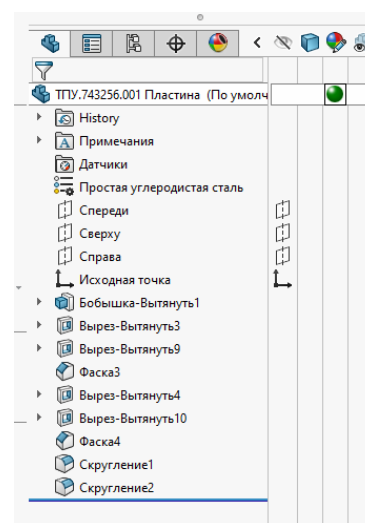 ТПУ.743256.001 Пластина (По умолч
History
Примечания
Датчики
Простая углеродистая сталь
Спереди
Сверху
Справа
Исходная точка
Бобышка-Вытянуть1
Вырез-Вытянуть3
Вырез-Вытянуть9
Фаска3
Вырез-Вытянуть4
Вырез-Вытянуть10
Фаска4
Скругление1
Скругление2